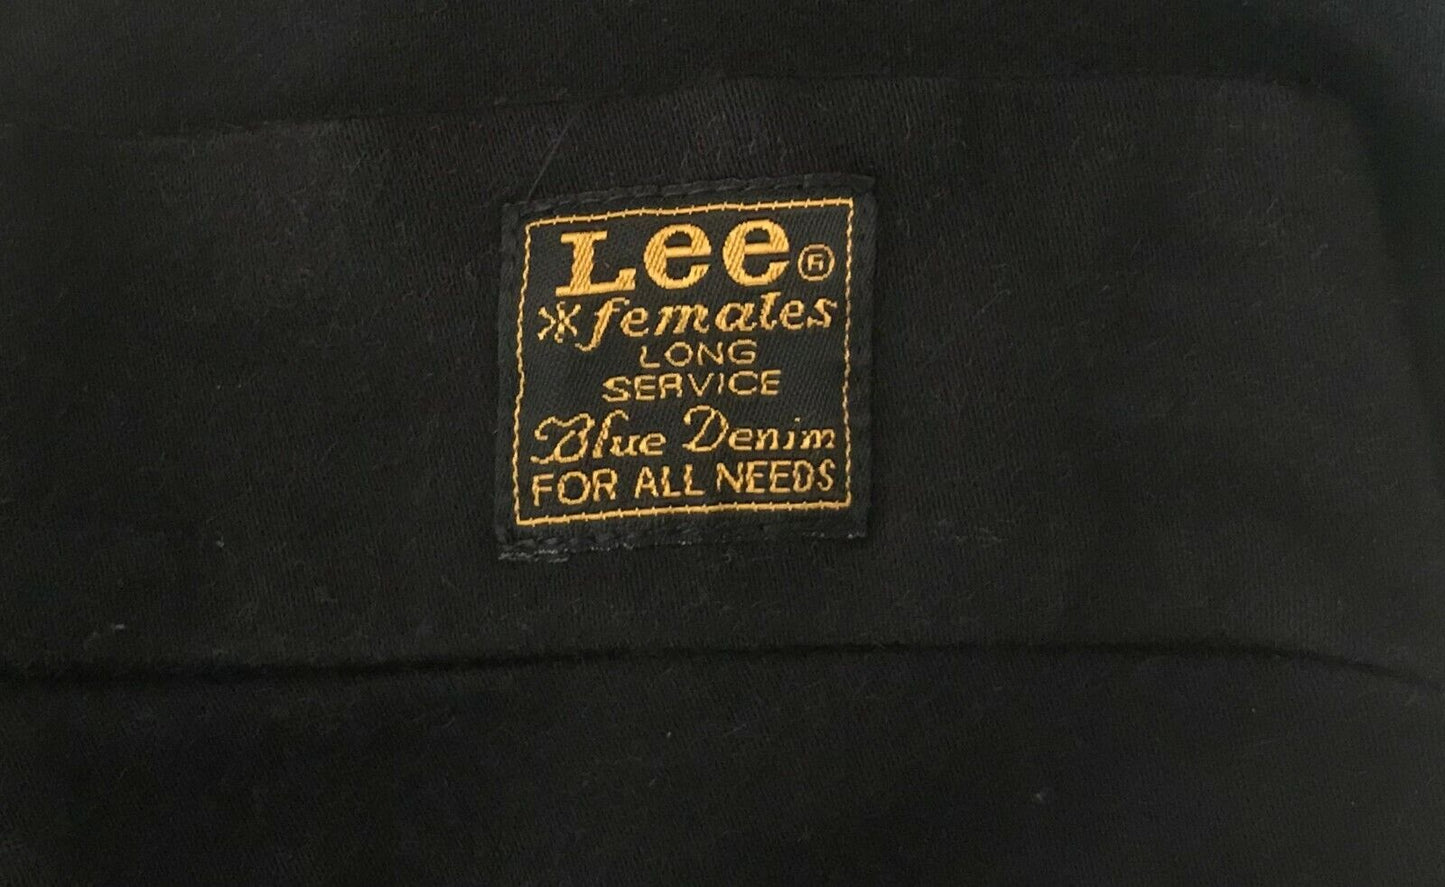 Lee®
females
LONG
SERVICE
Blue Denim
FOR ALL NEEDS